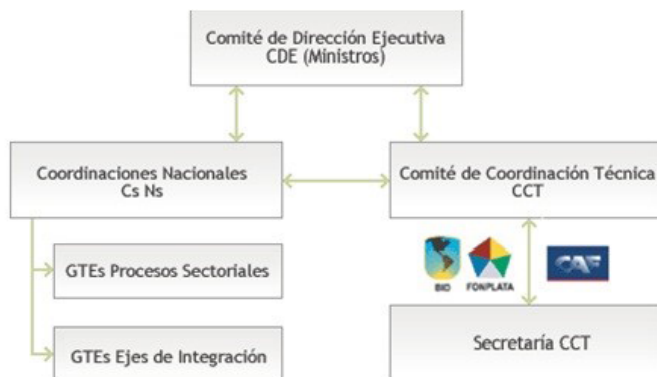 Comité de Dirección Ejecutiva
CDE (Ministros)
Coordinaciones Nacionales
Cs Ns
Comité de Coordinación Técnica
CCT
GTEs Procesos Sectoriales
BID
FONPLATA
CAF
GTEs Ejes de Integración
Secretaría CCT